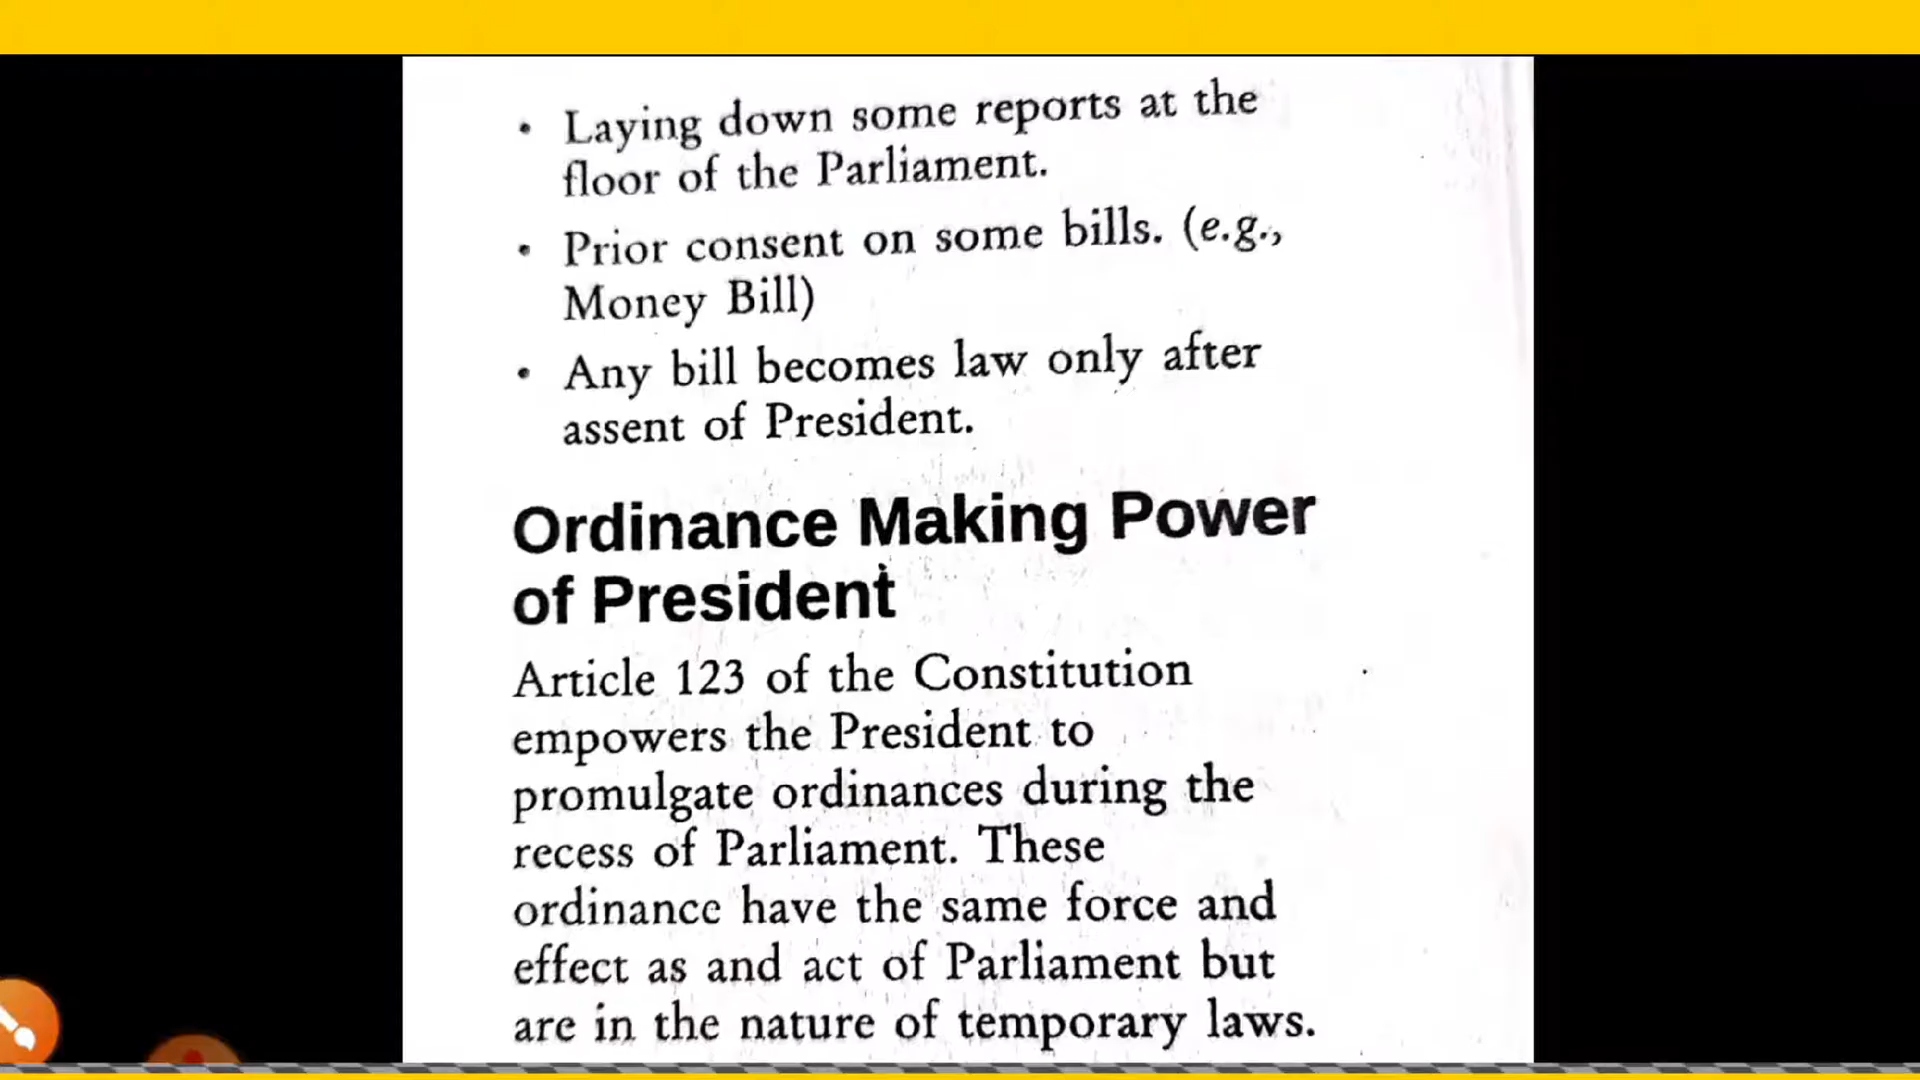 • Laying down some reports at the
floor of the Parliament.
• Prior consent on some bills. (e.g.,
Money Bill)
• Any bill becomes law only after
assent of President.
Ordinance Making Power
of President
Article 123 of the Constitution
empowers the President to
promulgate ordinances during the
recess of Parliament. These
ordinance have the same force and
effect as and act of Parliament but
are in the nature of temporary laws.